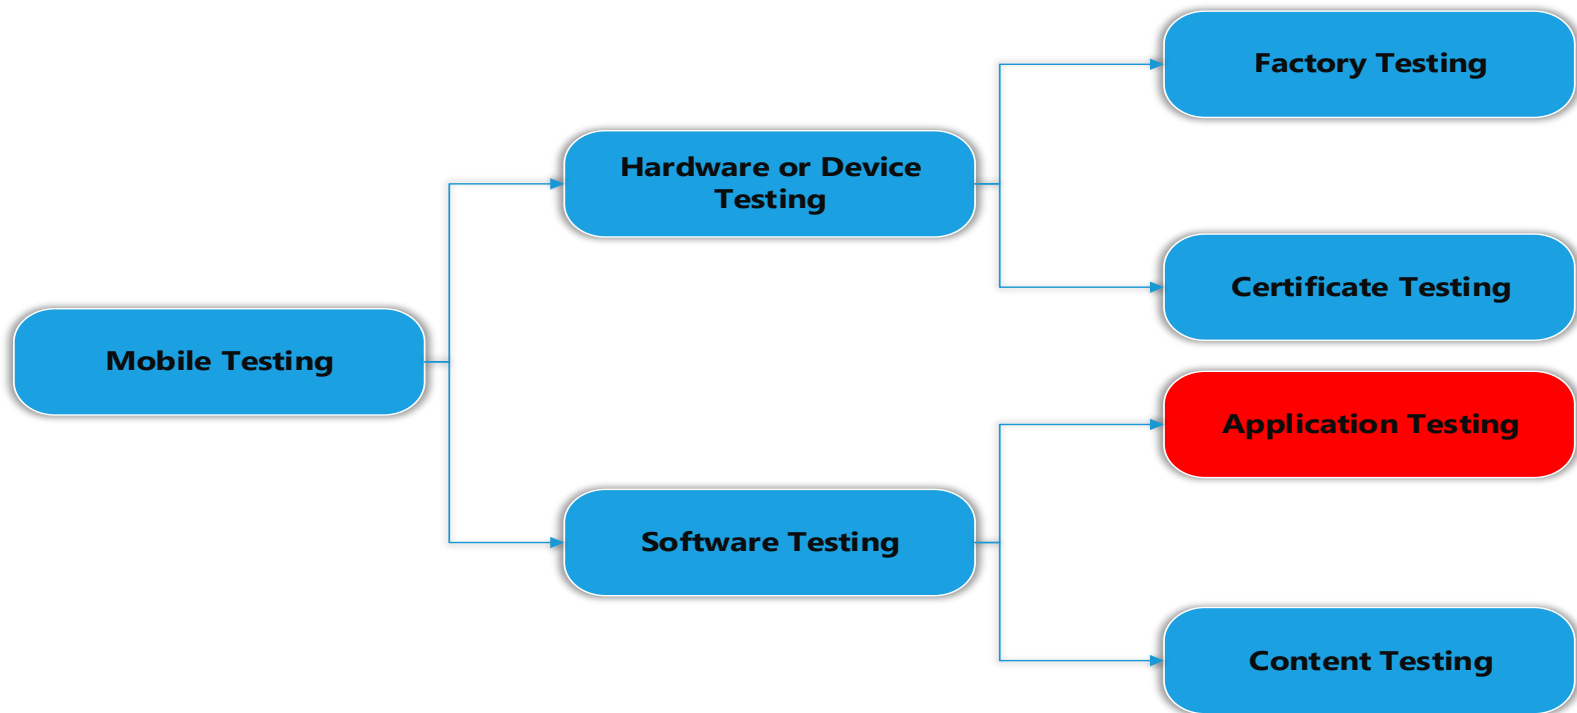 Factory Testing
Hardware or Device
Testing
Certificate Testing
Mobile Testing
Application Testing
Software Testing
Content Testing